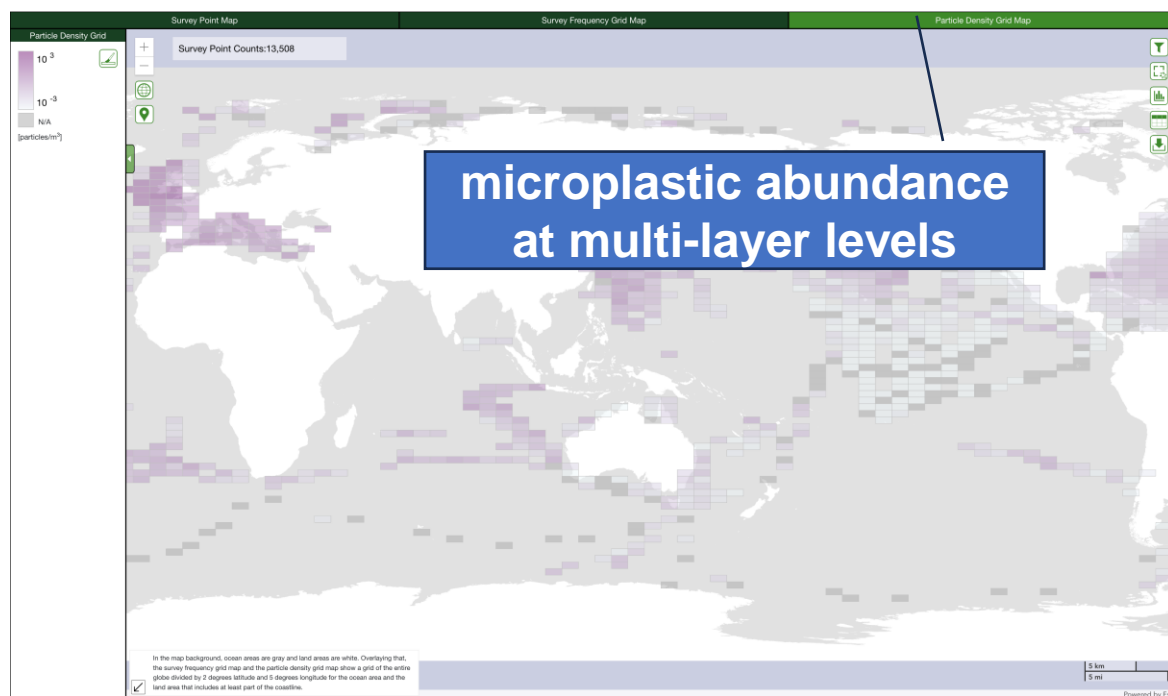 Survey Point Map
Survey Frequency Grid Map
Particle Density Grid Map
Particle Density Grid
10 3
10 -3
N/A
[particles/m³]
+
−
Survey Point Counts:13,508
microplastic abundance
at multi-layer levels
In the map background, ocean areas are gray and land areas are white. Overlaying that,
the survey frequency grid map and the particle density grid map show a grid of the entire
globe divided by 2 degrees latitude and 5 degrees longitude for the ocean area and the
land area that includes at least part of the coastline.
5 km
5 mi
Powered by